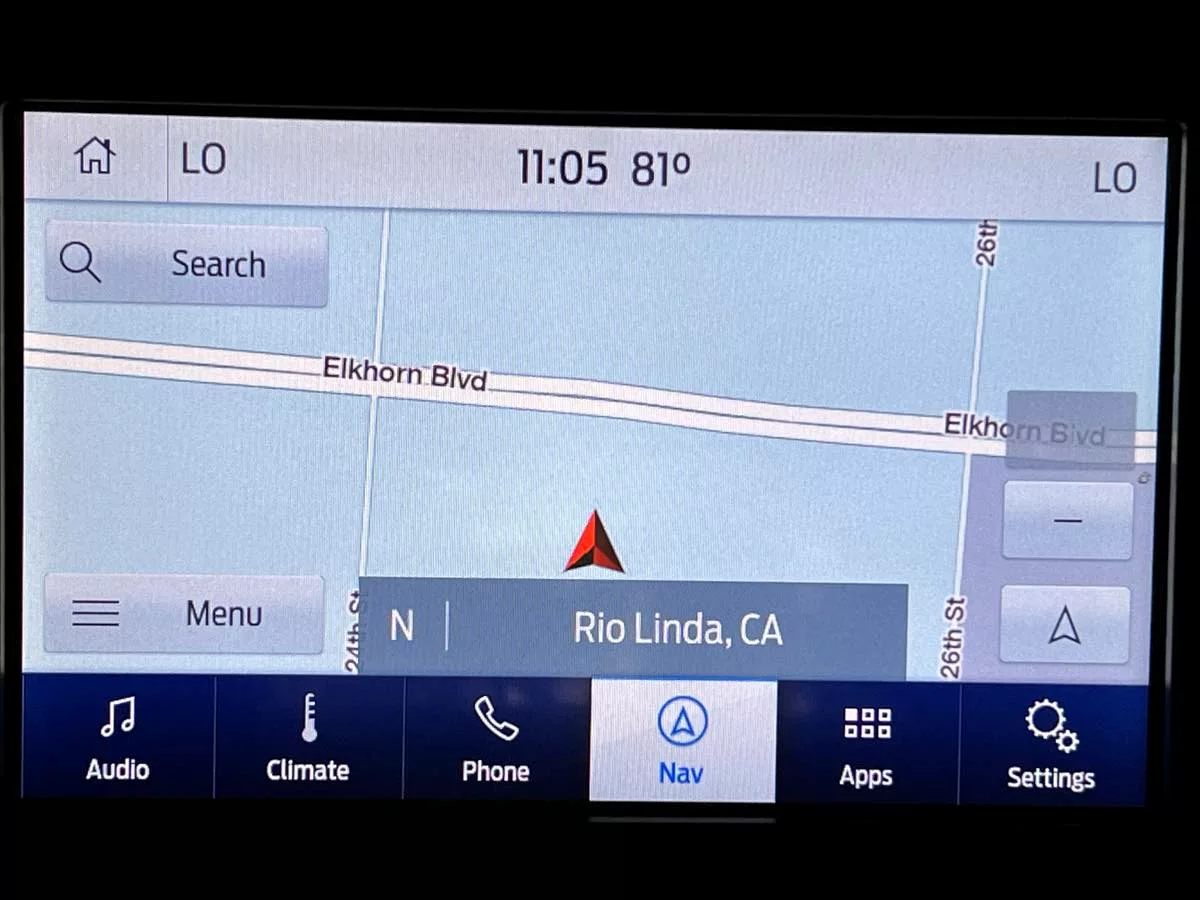 LO
11:05 81°
LO
Search
26th
Elkhorn Blvd
Elkhorn Blvd
Menu
24th St
N
Rio Linda, CA
26th St
Audio
Climate
Phone
Nav
Apps
Settings